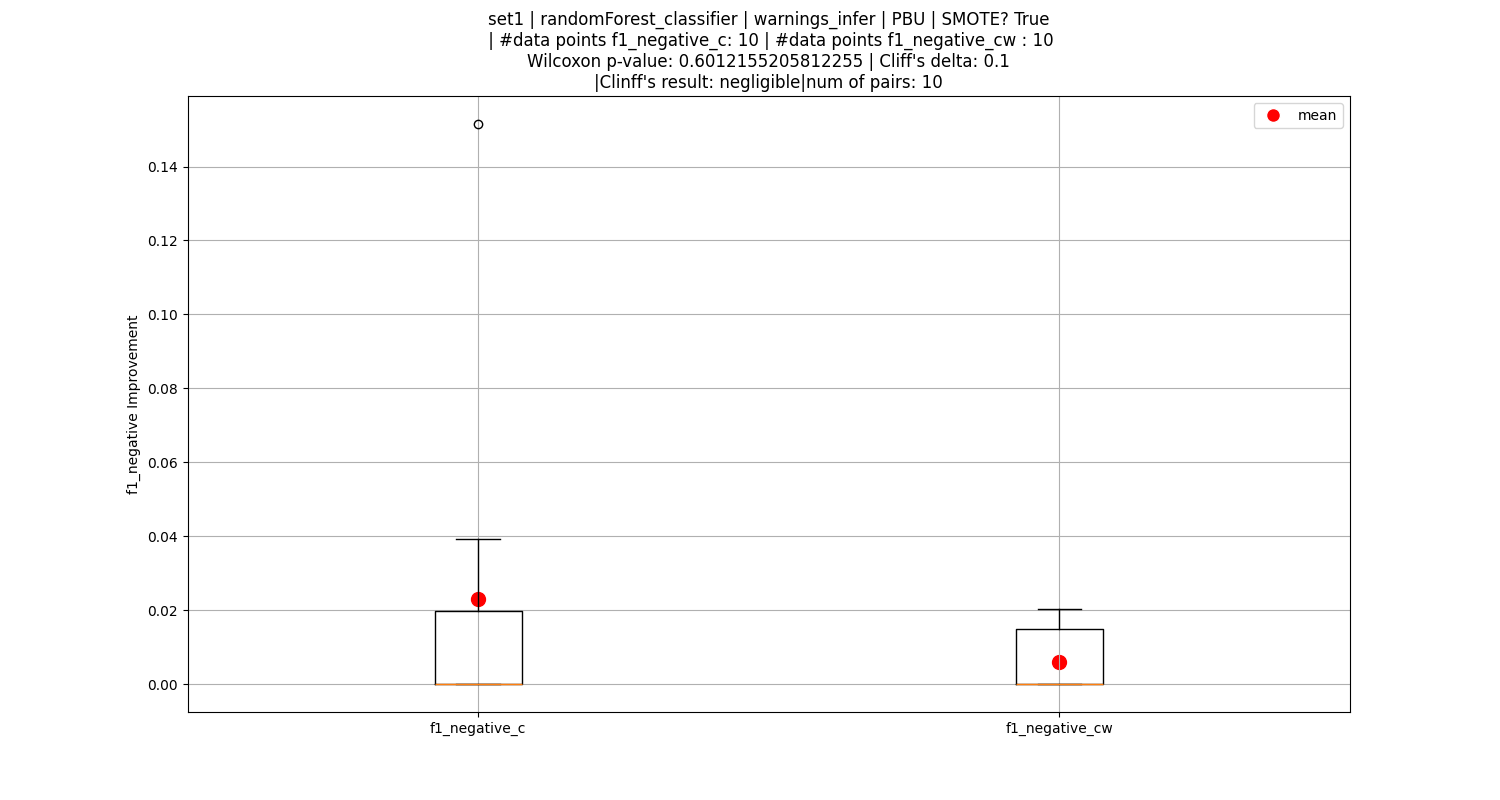 set1 | randomForest_classifier | warnings_infer | PBU | SMOTE? True
| #data points f1_negative_c: 10 | #data points f1_negative_cw : 10
Wilcoxon p-value: 0.6012155205812255 | Cliff's delta: 0.1
|Clinff's result: negligible|num of pairs: 10
mean
f1_negative Improvement
0.14
0.12
0.10
0.08
0.06
0.04
0.02
0.00
f1_negative_c
f1_negative_cw